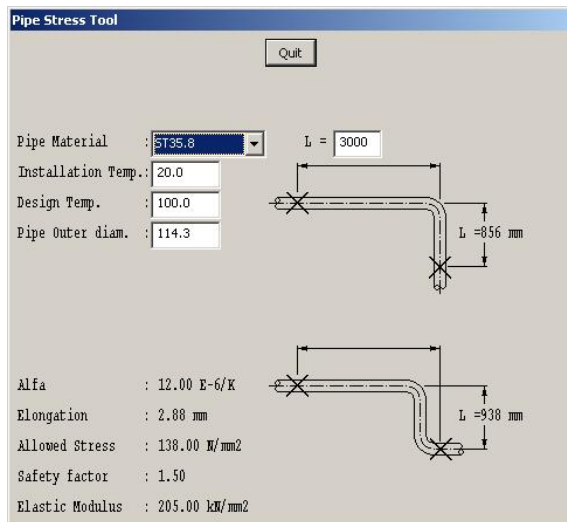 Pipe Stress Tool
Quit
Pipe Material : ST35.8 L = 3000
Installation Temp.: 20.0
Design Temp. : 100.0
Pipe Outer diam. : 114.3
L =856 mm
Alfa : 12.00 E-6/K
Elongation : 2.88 mm
L =938 mm
Allowed Stress : 138.00 N/mm2
Safety factor : 1.50
Elastic Modulus : 205.00 kN/mm2